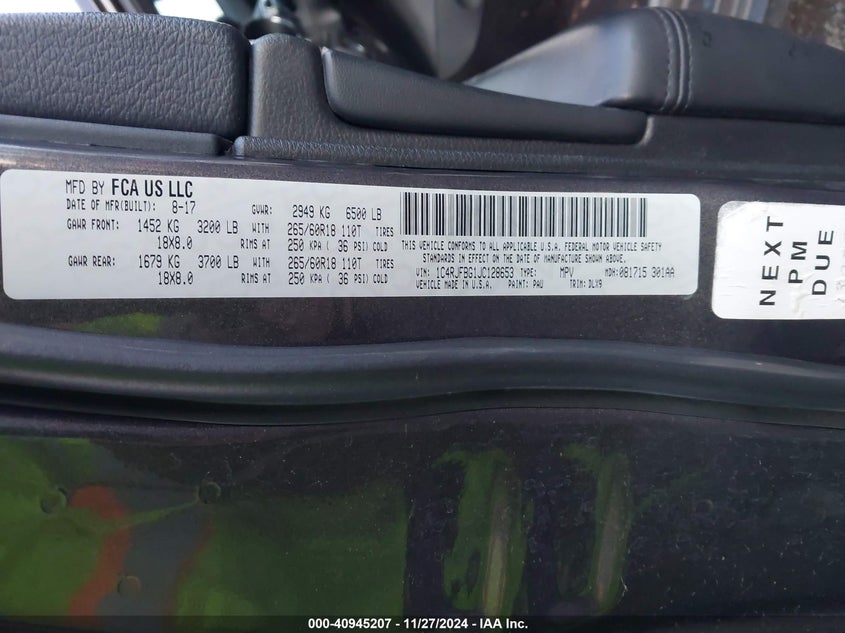 MFD BY FCA US LLC
DATE OF MFR(BUILT): 8-17 GVWR: 2949 KG 6500 LB
GAWR FRONT: 1452 KG 3200 LB WITH 265/60R18 110T TIRES
18X8.0 RIMS AT 250 KPA ( 36 PSI) COLD
GAWR REAR: 1679 KG 3700 LB WITH 265/60R18 110T TIRES
18X8.0 RIMS AT 250 KPA ( 36 PSI) COLD
THIS VEHICLE CONFORMS TO ALL APPLICABLE U.S.A. FEDERAL MOTOR VEHICLE SAFETY
STANDARDS IN EFFECT ON THE DATE OF MANUFACTURE SHOWN ABOVE.
VIN: 1C4RJFBG1JC128653 TYPE: MPV MDH: 081715 301AA
VEHICLE MADE IN U.S.A. PAINT: PAU TRIM: DLX9
NEXT
PM
DUE
000-40945207 - 11/27/2024 - IAA Inc.